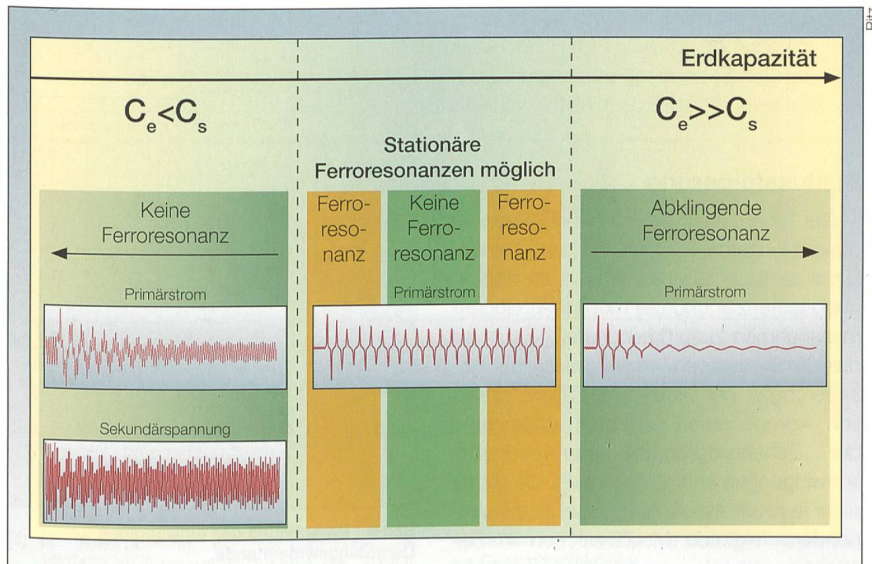 Ritz
Erdkapazität
Ce<Cs
Ce>>Cs
Stationäre
Ferroresonanzen möglich
Keine
Ferroresonanz
Ferro-
reso-
nanz
Keine
Ferro-
resonanz
Ferro-
reso-
nanz
Abklingende
Ferroresonanz
Primärstrom
Primärstrom
Primärstrom
Sekundärspannung